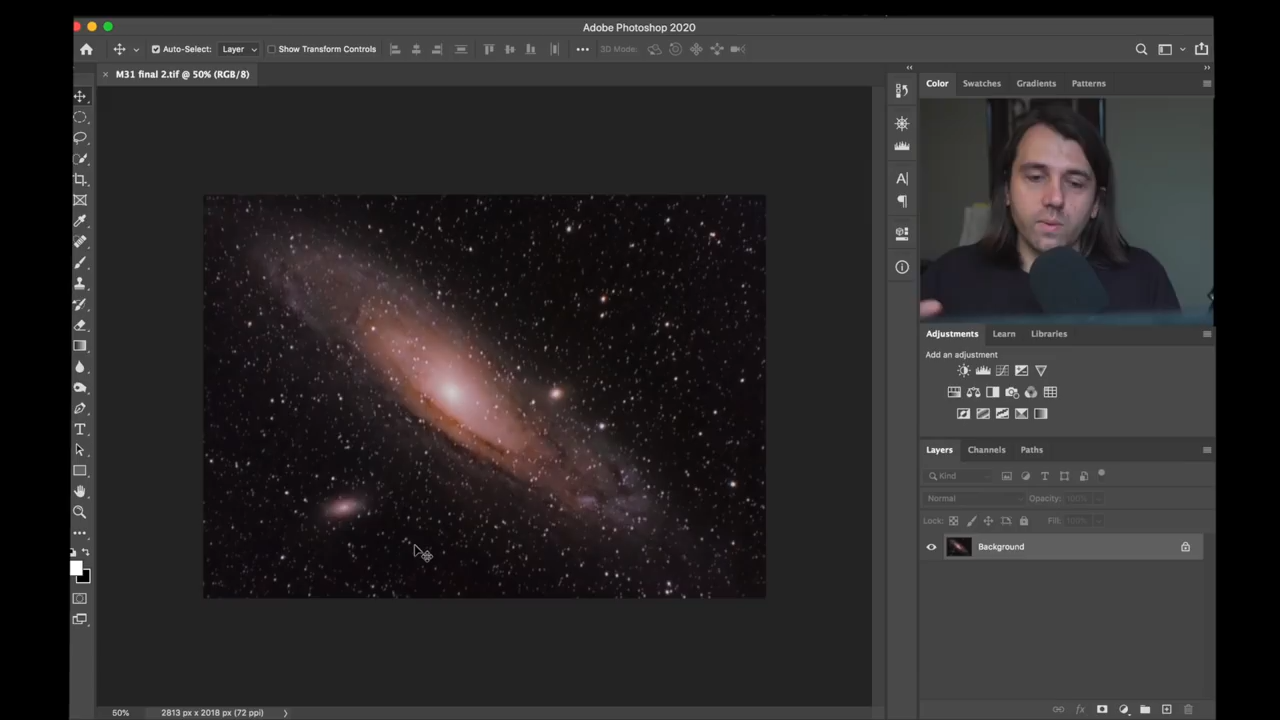 Adobe Photoshop 2020
Auto-Select: Layer Show Transform Controls 3D Mode:
M31 final 2.tif @ 50% (RGB/8)
Color Swatches Gradients Patterns
Adjustments Learn Libraries
Add an adjustment
Layers Channels Paths
Kind
Normal Opacity: 100%
Lock: Fill: 100%
Background
50% 2813 px x 2018 px (72 ppi)